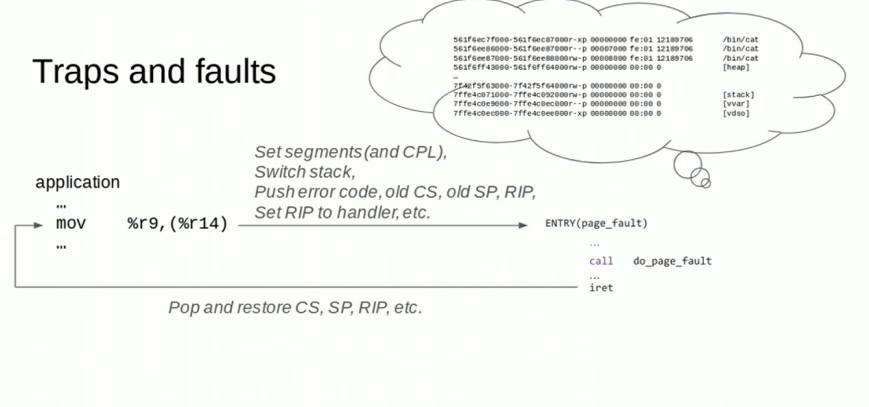 Traps and faults
561f6ec7f000-561f6ec87000r-xp 00000000 fe:01 12189706 /bin/cat
561f6ee86000-561f6ee87000r--p 00007000 fe:01 12189706 /bin/cat
561f6ee87000-561f6ee88000rw-p 00008000 fe:01 12189706 /bin/cat
561f6ff43000-561f6ff64000rw-p 00000000 00:00 0 [heap]
…
7f42f5f63000-7f42f5f64000rw-p 00000000 00:00 0
7ffe4c071000-7ffe4c092000rw-p 00000000 00:00 0 [stack]
7ffe4c0e9000-7ffe4c0ec000r--p 00000000 00:00 0 [vvar]
7ffe4c0ec000-7ffe4c0ee000r-xp 00000000 00:00 0 [vdso]
Set segments (and CPL),
Switch stack,
Push error code, old CS, old SP, RIP,
Set RIP to handler, etc.
application
…
mov %r9,(%r14)
…
ENTRY(page_fault)
…
call do_page_fault
…
iret
Pop and restore CS, SP, RIP, etc.